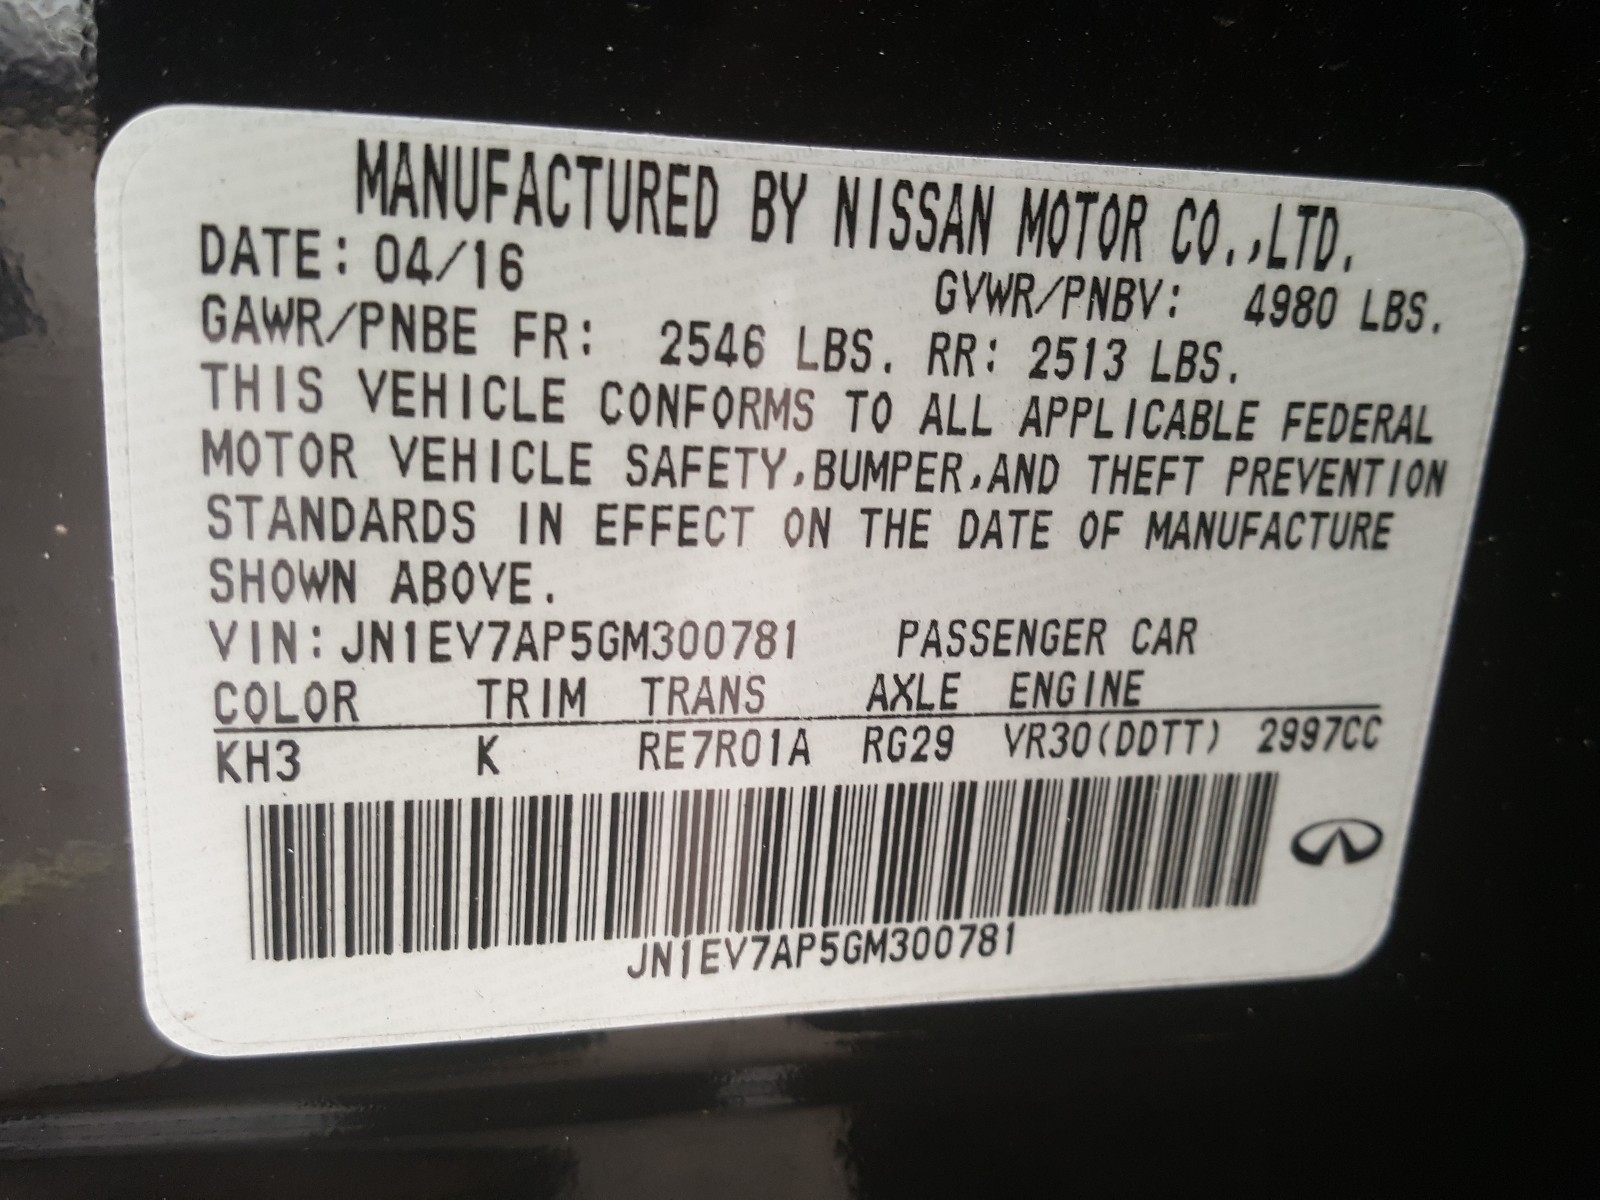 MANUFACTURED BY NISSAN MOTOR CO.,LTD.
DATE: 04/16 GVWR/PNBV: 4980 LBS.
GAWR/PNBE FR: 2546 LBS. RR: 2513 LBS.
THIS VEHICLE CONFORMS TO ALL APPLICABLE FEDERAL
MOTOR VEHICLE SAFETY,BUMPER,AND THEFT PREVENTION
STANDARDS IN EFFECT ON THE DATE OF MANUFACTURE
SHOWN ABOVE.
VIN:JN1EV7AP5GM300781 PASSENGER CAR
COLOR TRIM TRANS AXLE ENGINE
KH3 K RE7R01A RG29 VR30(DDTT) 2997CC
JN1EV7AP5GM300781